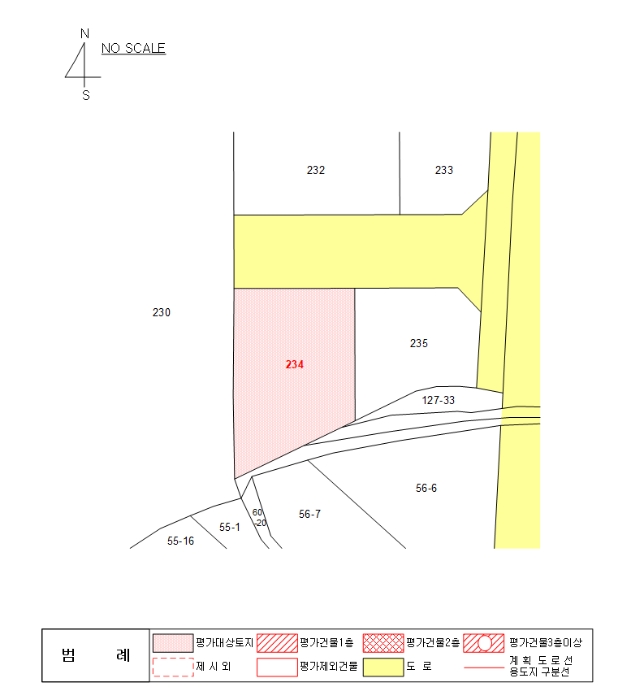 N
NO SCALE
S
232
233
230
234
235
127-33
56-6
60
-20
56-7
55-1
55-16
범 례
평가대상토지
평가건물1층
평가건물2층
평가건물3층이상
제 시 외
평가제외건물
도 로
계 획 도 로 선
용도지 구분선